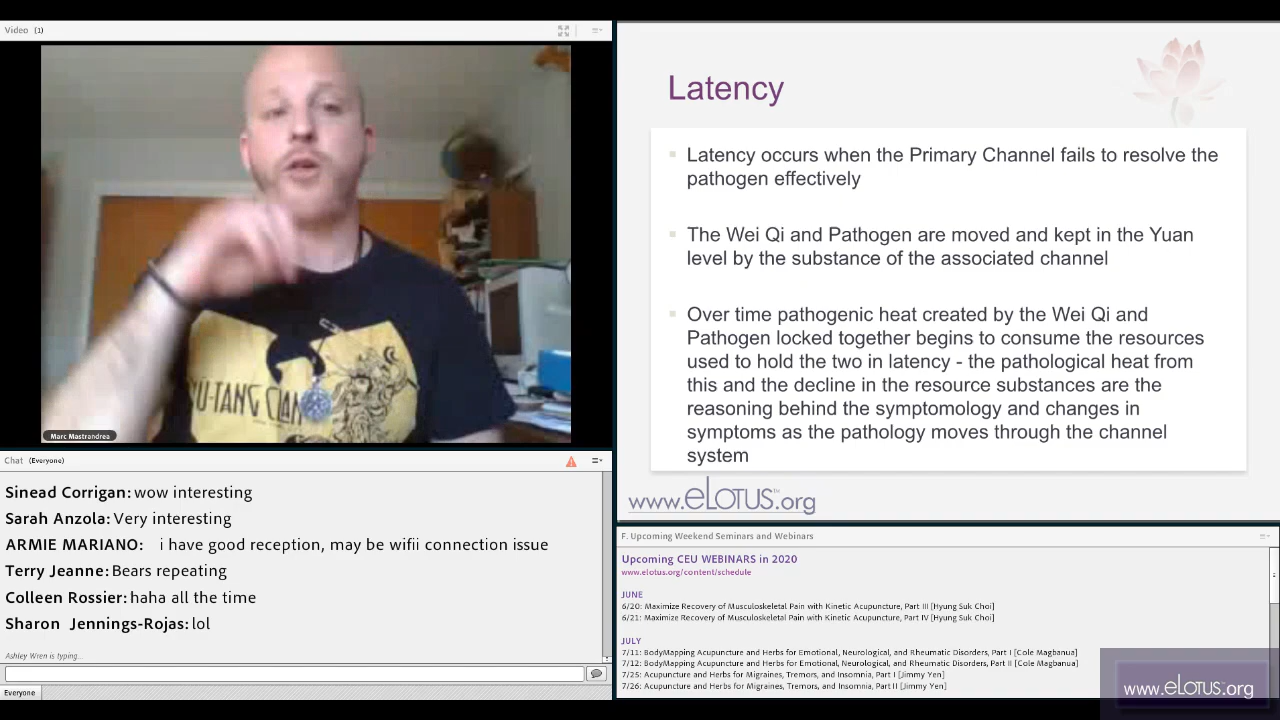 Video (1)
WU-TANG CLAN
Marc Mastrandrea
Chat (Everyone)
Sinead Corrigan: wow interesting
Sarah Anzola: Very interesting
ARMIE MARIANO: i have good reception, may be wifii connection issue
Terry Jeanne: Bears repeating
Colleen Rossier: haha all the time
Sharon Jennings-Rojas: lol
Ashley Wren is typing...
Everyone
Latency
Latency occurs when the Primary Channel fails to resolve the
pathogen effectively
The Wei Qi and Pathogen are moved and kept in the Yuan
level by the substance of the associated channel
Over time pathogenic heat created by the Wei Qi and
Pathogen locked together begins to consume the resources
used to hold the two in latency - the pathological heat from
this and the decline in the resource substances are the
reasoning behind the symptomology and changes in
symptoms as the pathology moves through the channel
system
www.eLOTUS.org
F. Upcoming Weekend Seminars and Webinars
Upcoming CEU WEBINARS in 2020
www.elotus.org/content/schedule
JUNE
6/20: Maximize Recovery of Musculoskeletal Pain with Kinetic Acupuncture, Part III [Hyung Suk Choi]
6/21: Maximize Recovery of Musculoskeletal Pain with Kinetic Acupuncture, Part IV [Hyung Suk Choi]
JULY
7/11: BodyMapping Acupuncture and Herbs for Emotional, Neurological, and Rheumatic Disorders, Part I [Cole Magbanua]
7/12: BodyMapping Acupuncture and Herbs for Emotional, Neurological, and Rheumatic Disorders, Part II [Cole Magbanua]
7/25: Acupuncture and Herbs for Migraines, Tremors, and Insomnia, Part I [Jimmy Yen]
7/26: Acupuncture and Herbs for Migraines, Tremors, and Insomnia, Part II [Jimmy Yen]
www.eLOTUS.org